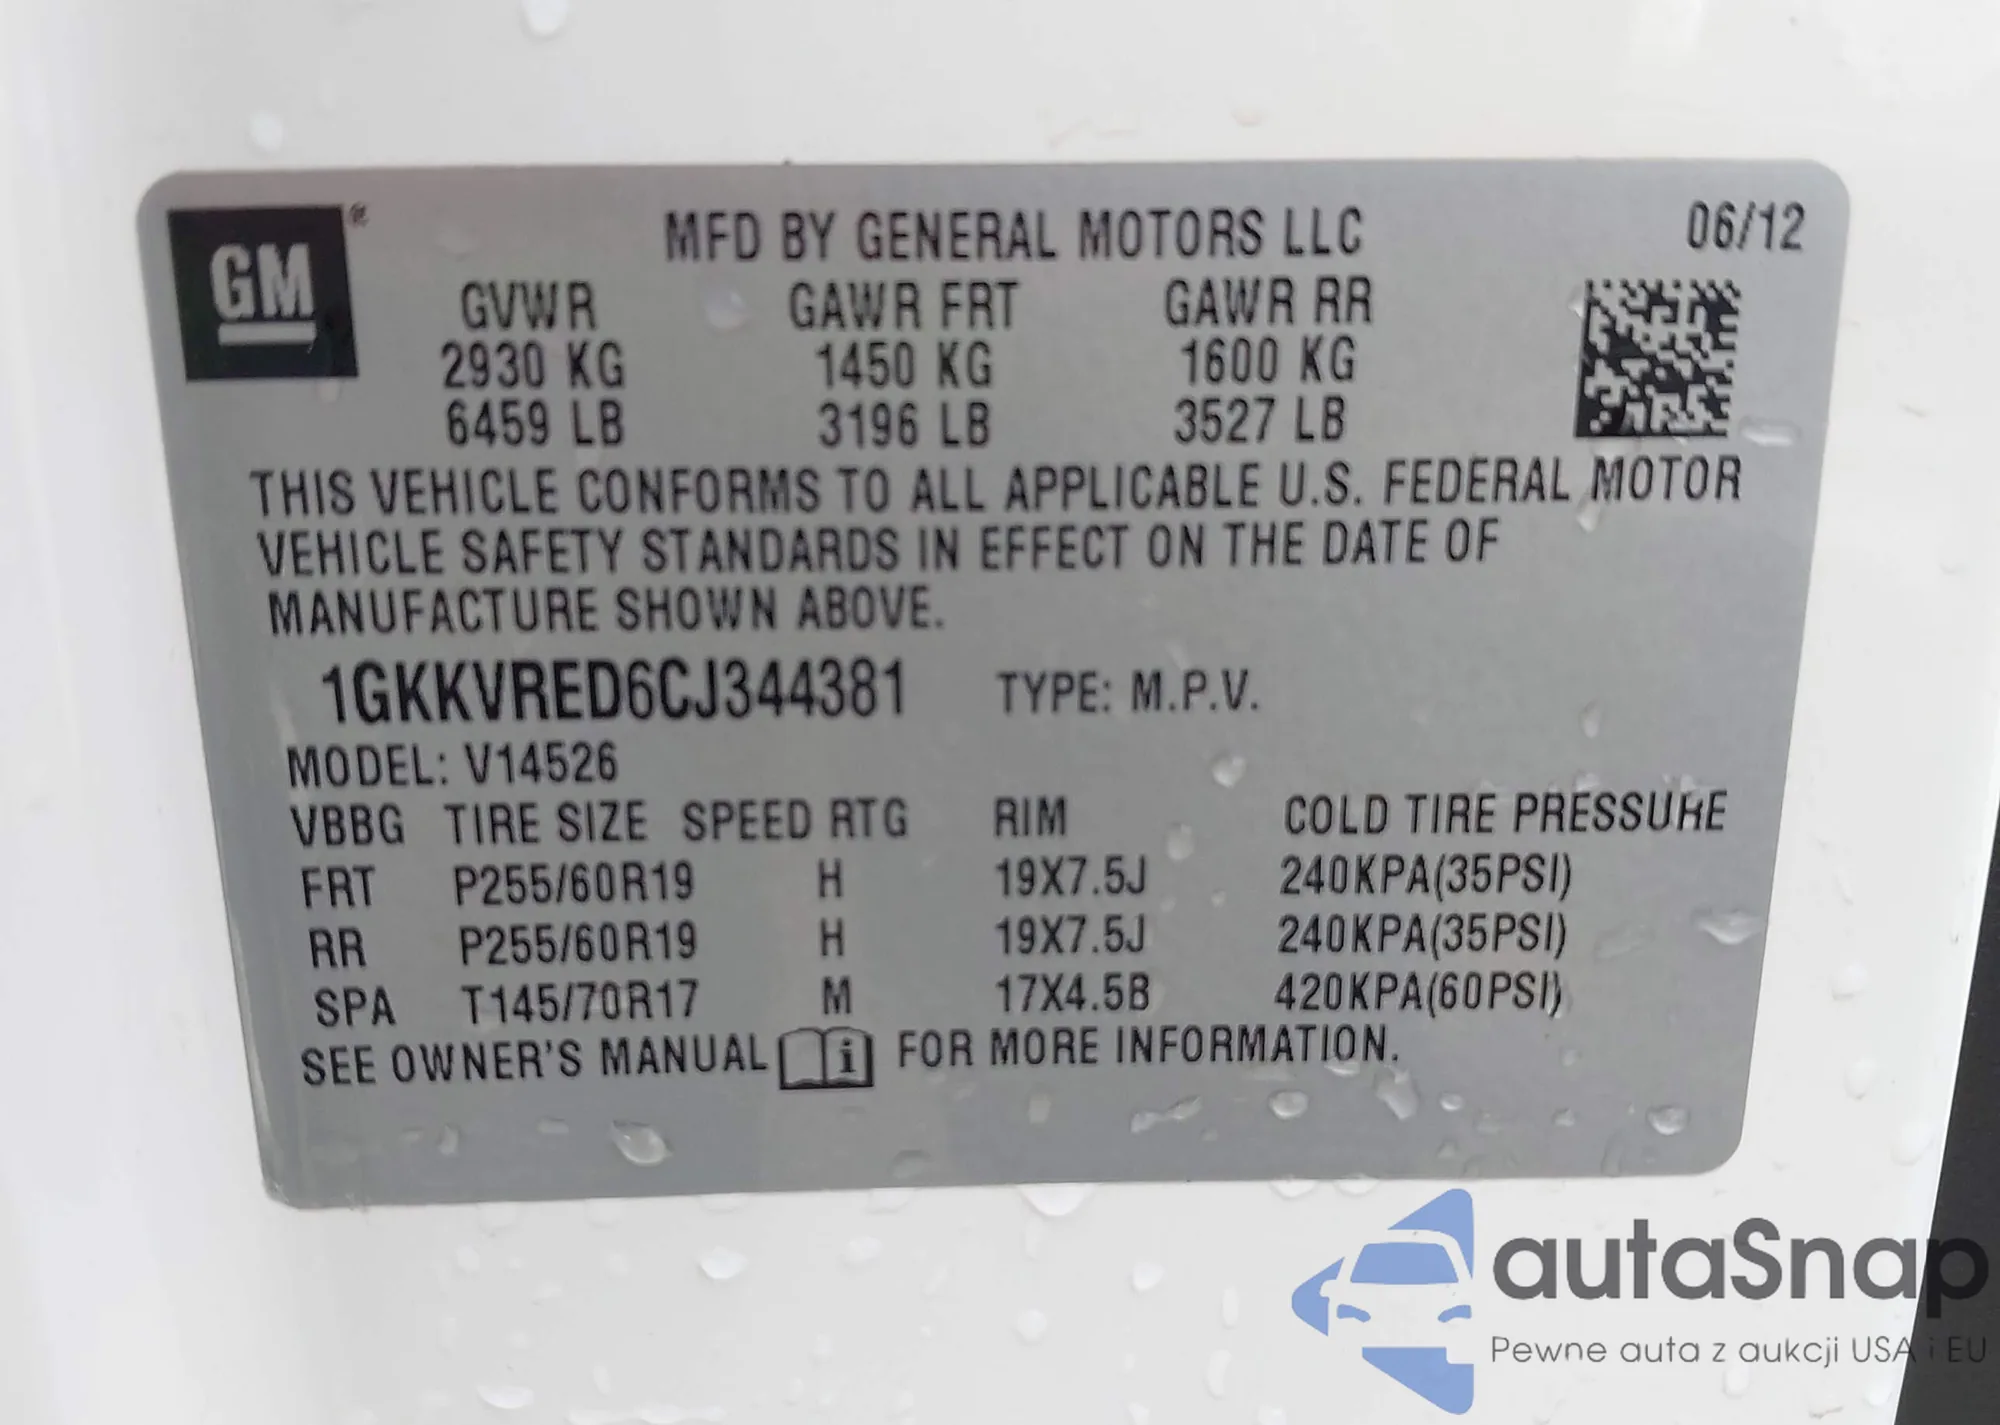 GM®
MFD BY GENERAL MOTORS LLC 06/12
GVWR GAWR FRT GAWR RR
2930 KG 1450 KG 1600 KG
6459 LB 3196 LB 3527 LB
THIS VEHICLE CONFORMS TO ALL APPLICABLE U.S. FEDERAL MOTOR
VEHICLE SAFETY STANDARDS IN EFFECT ON THE DATE OF
MANUFACTURE SHOWN ABOVE.
1GKKVRED6CJ344381 TYPE: M.P.V.
MODEL: V14526
VBBG TIRE SIZE SPEED RTG RIM COLD TIRE PRESSURE
FRT P255/60R19 H 19X7.5J 240KPA(35PSI)
RR P255/60R19 H 19X7.5J 240KPA(35PSI)
SPA T145/70R17 M 17X4.5B 420KPA(60PSI)
SEE OWNER'S MANUAL i FOR MORE INFORMATION.
autaSnap
Pewne auta z aukcji USA i EU